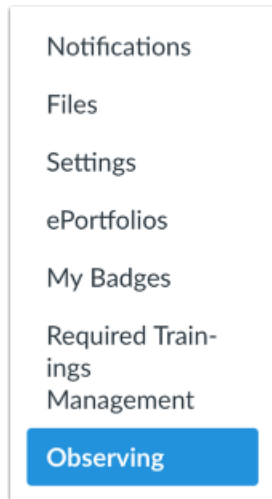 Notifications
Files
Settings
ePortfolios
My Badges
Required Train-
ings
Management
Observing